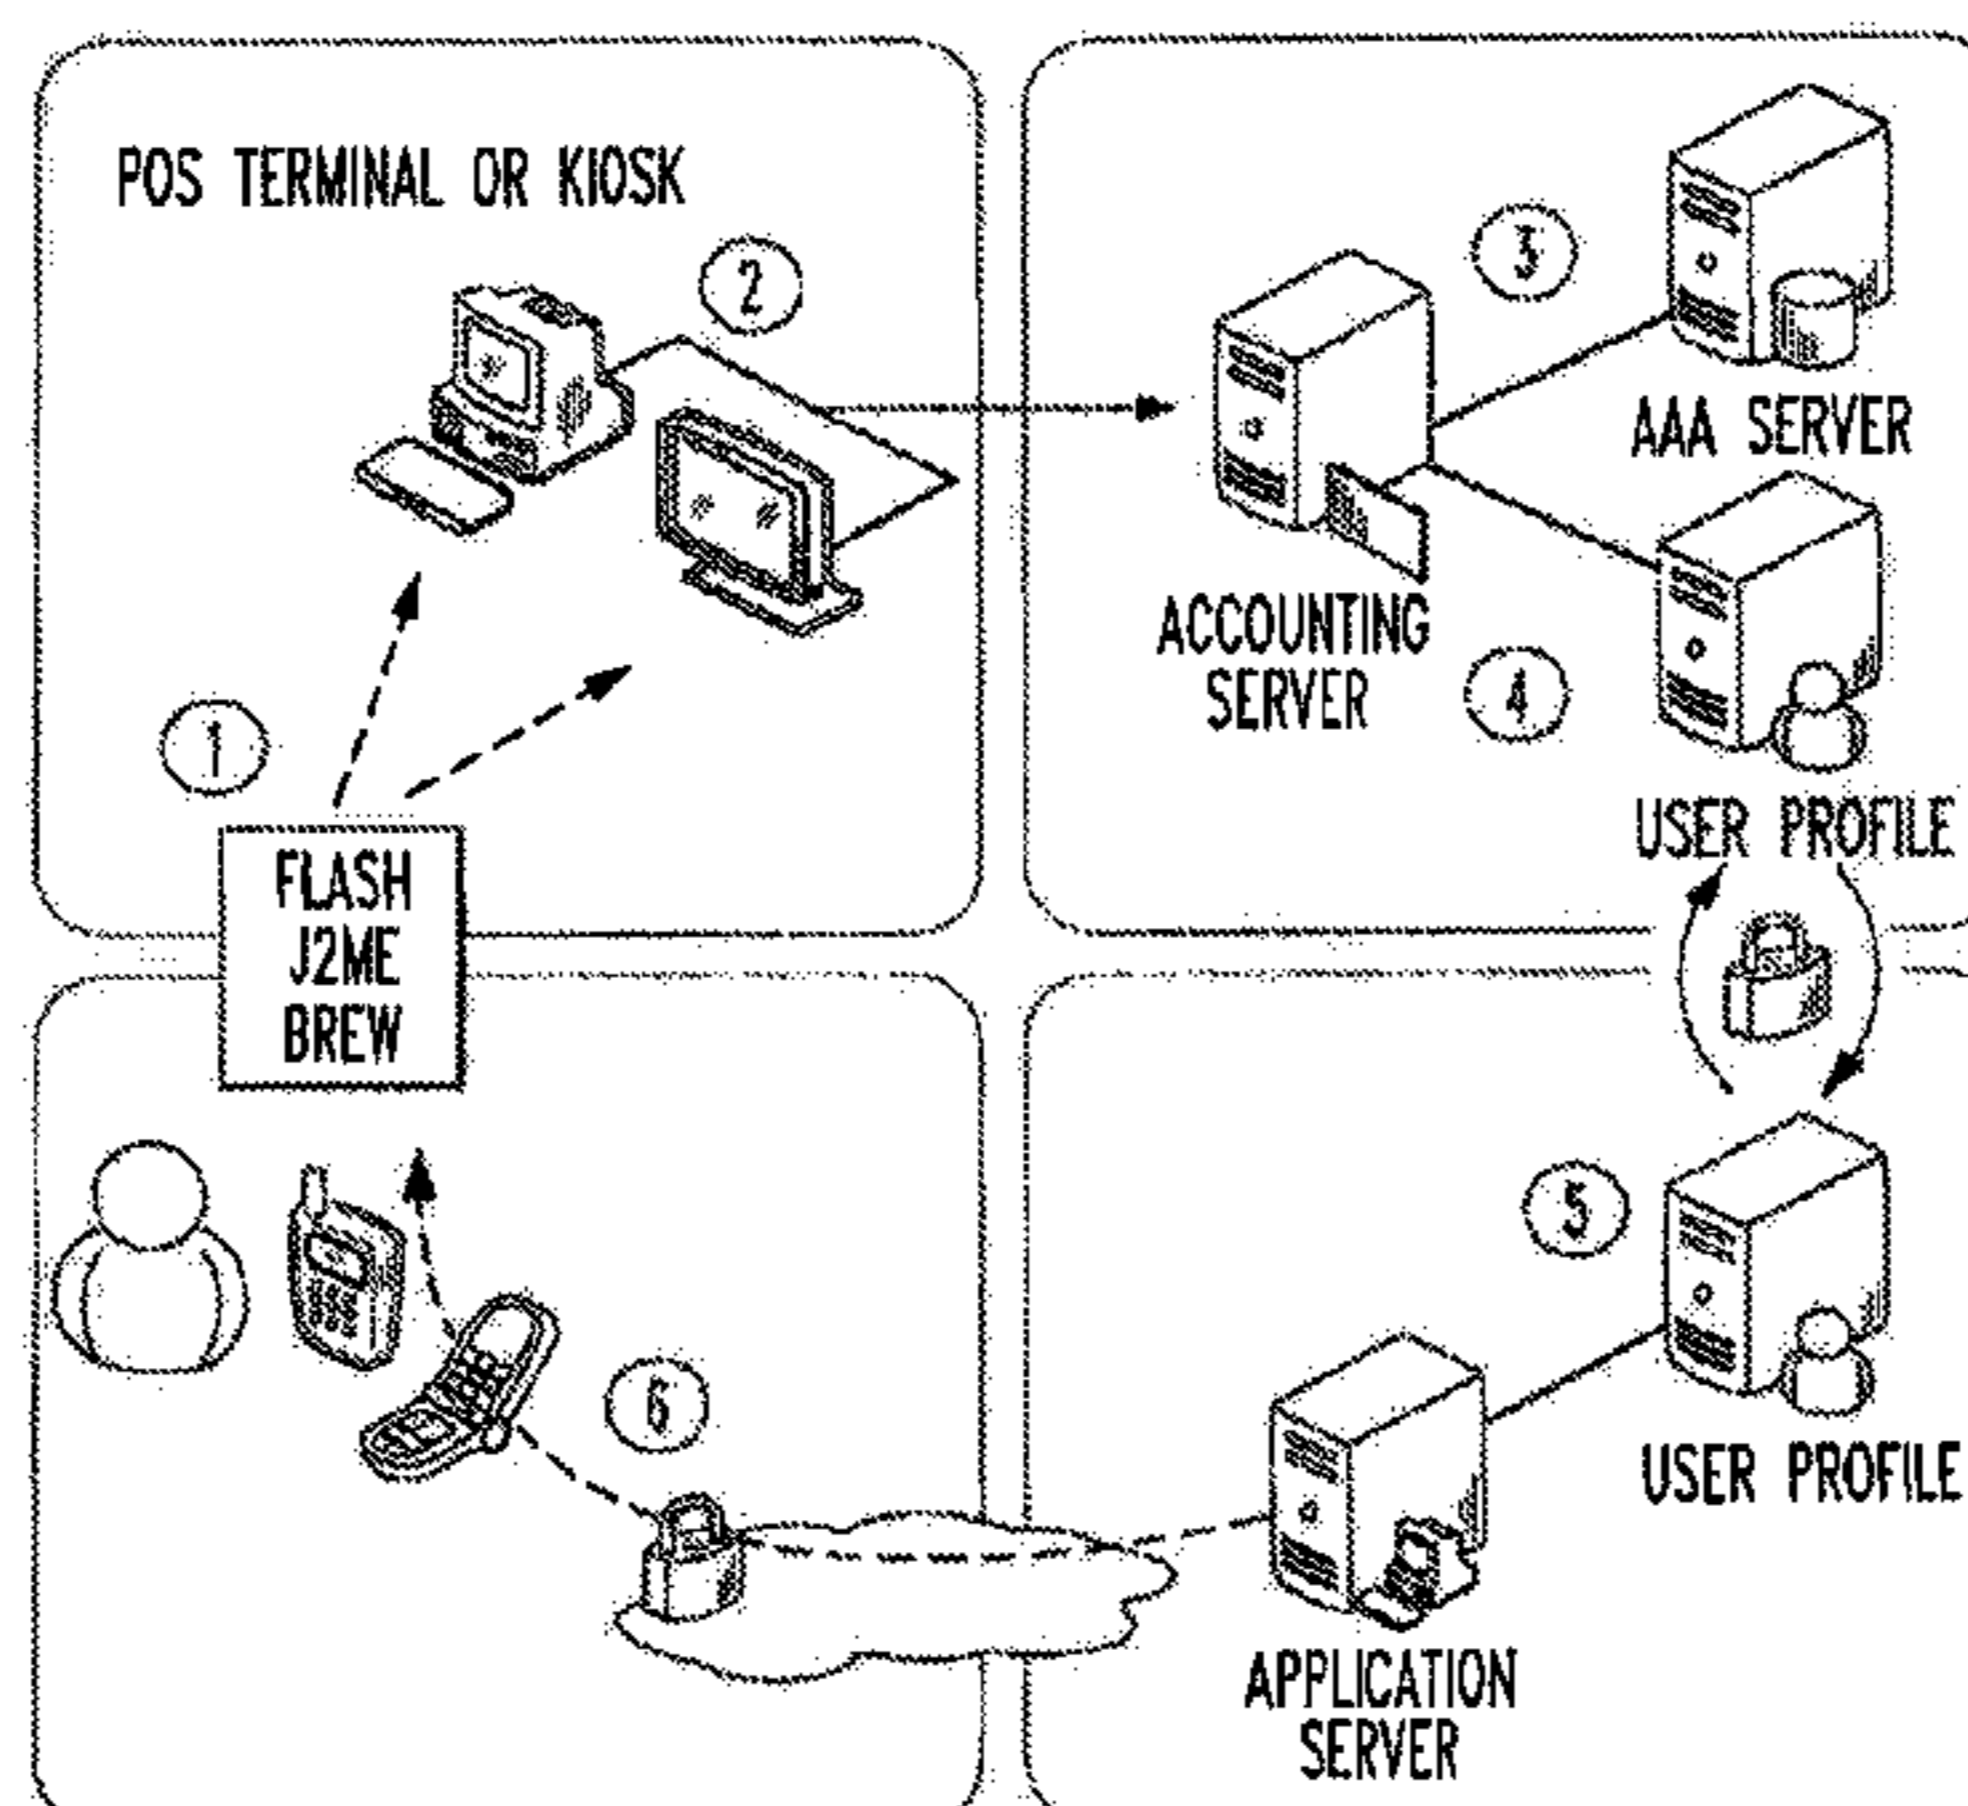 POS TERMINAL OR KIOSK
2
3
AAA SERVER
ACCOUNTING
SERVER
4
1
USER PROFILE
FLASH
J2ME
BREW
5
6
USER PROFILE
APPLICATION
SERVER